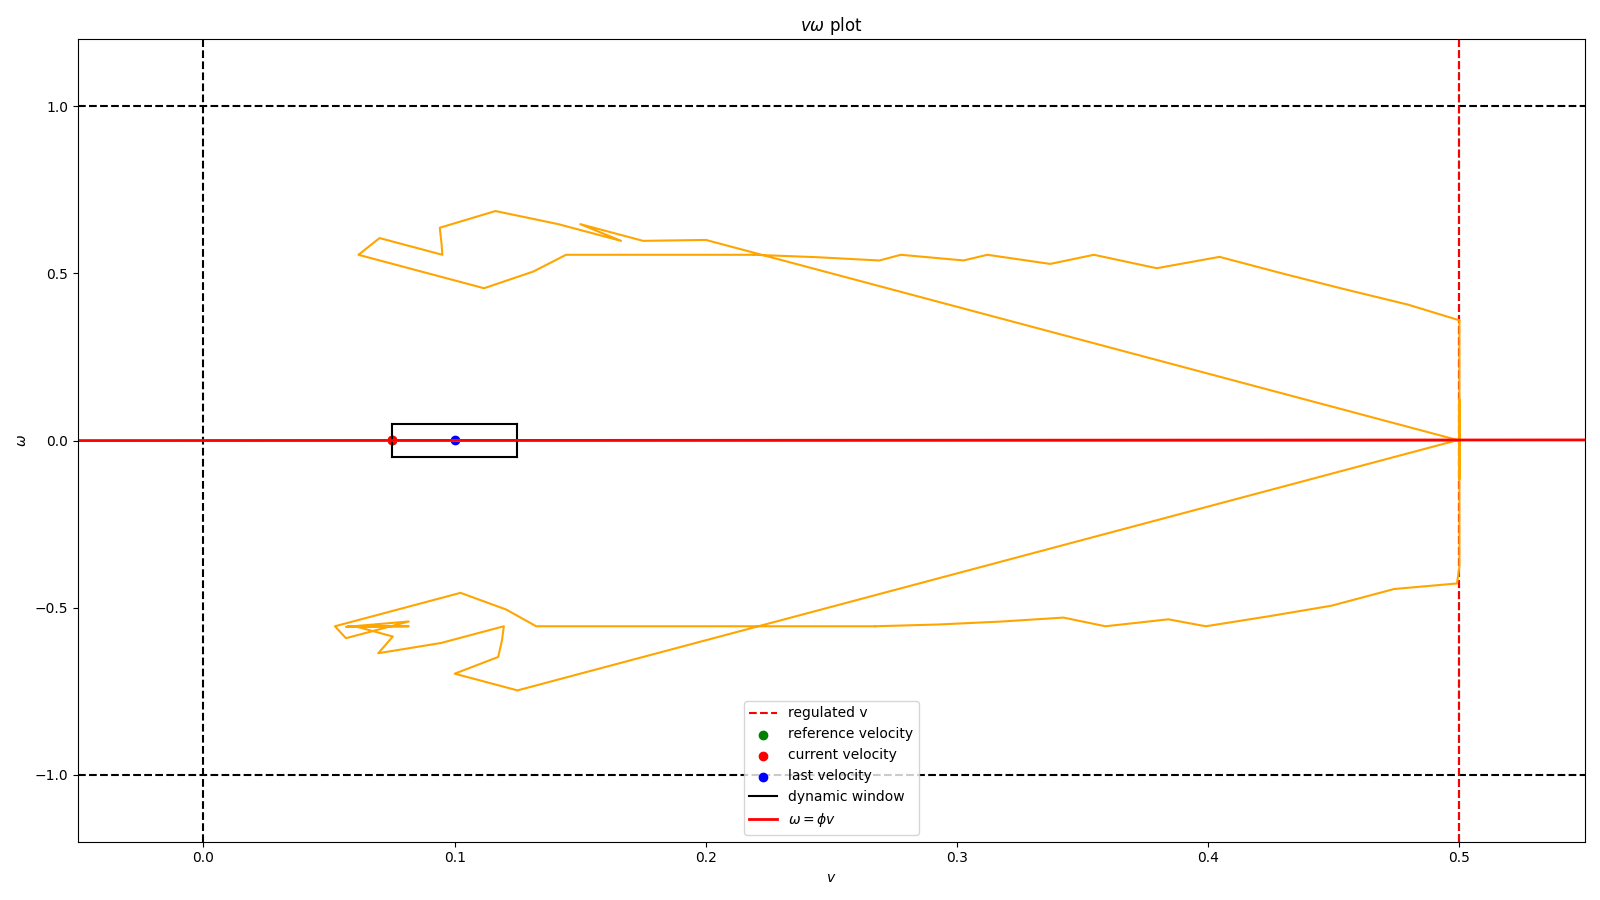 vω plot
1.0
0.5
0.0
−0.5
−1.0
ω
regulated v
reference velocity
current velocity
last velocity
dynamic window
ω = ϕv
0.0 0.1 0.2 0.3 0.4 0.5
v